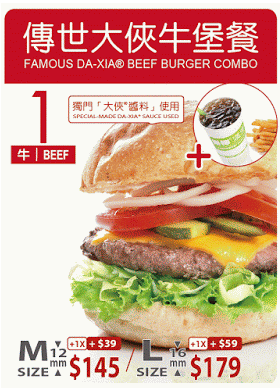 傳世大俠牛堡餐
FAMOUS DA-XIA® BEEF BURGER COMBO
1
牛 | BEEF
獨門「大俠®醬料」使用
SPECIAL-MADE DA-XIA® SAUCE USED
+
M 12 mm +1X + $39
SIZE $145
/
L 16 mm +1X + $59
SIZE $179